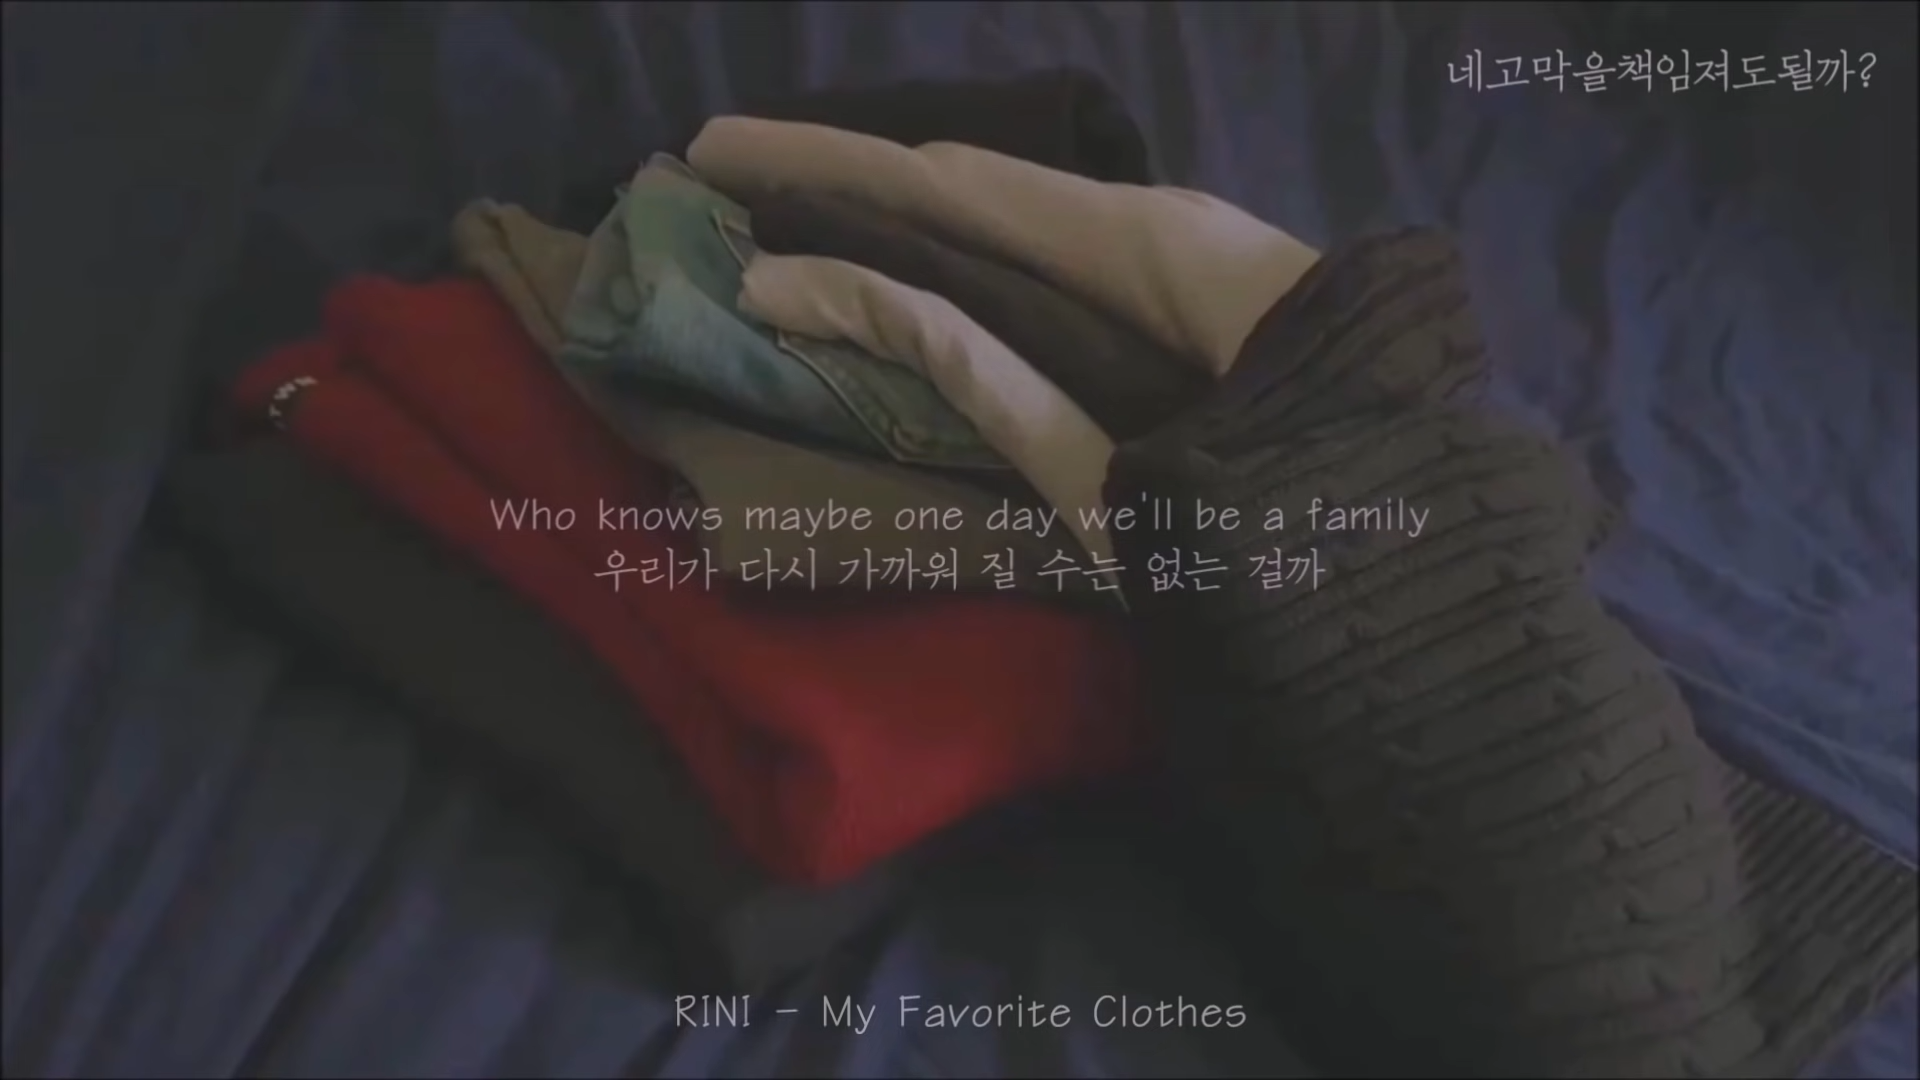 네고막을책임져도될까?
Who knows maybe one day we'll be a family
우리가 다시 가까워 질 수는 없는 걸까
RINI - My Favorite Clothes